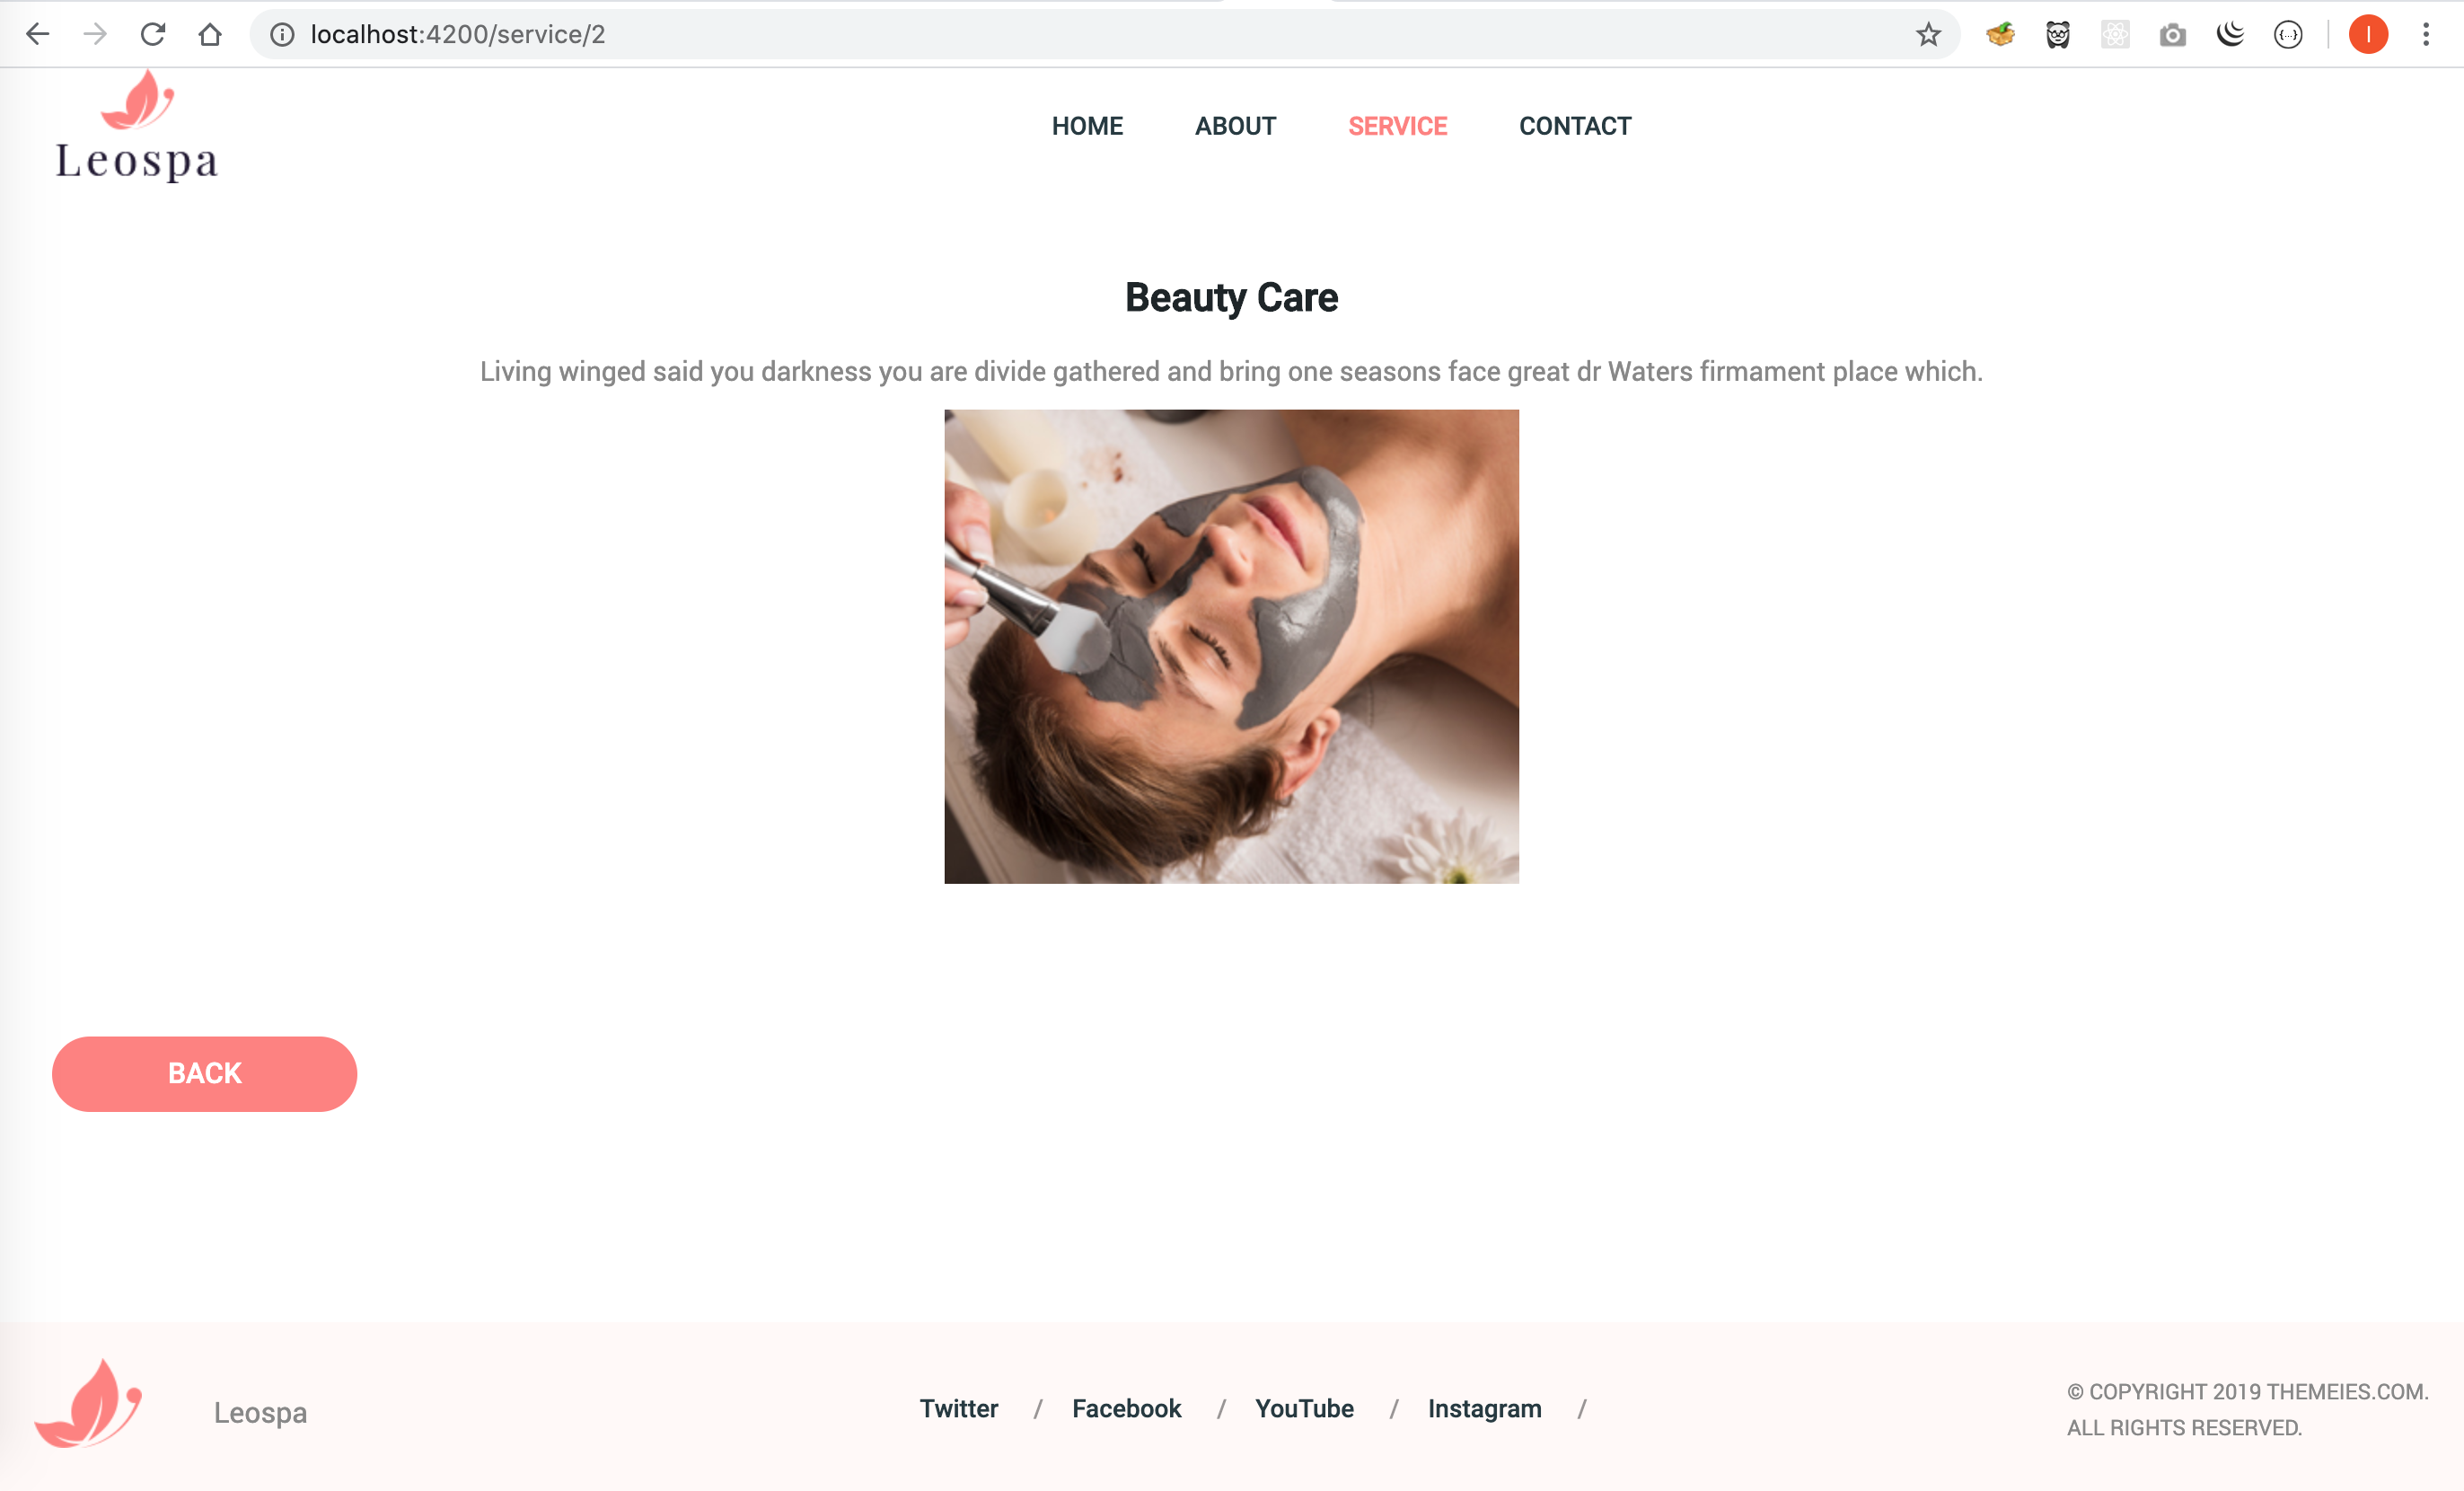 localhost:4200/service/2
I
Leospa
HOME ABOUT SERVICE CONTACT
Beauty Care
Living winged said you darkness you are divide gathered and bring one seasons face great dr Waters firmament place which.
BACK
Leospa
Twitter / Facebook / YouTube / Instagram /
© COPYRIGHT 2019 THEMEIES.COM.
ALL RIGHTS RESERVED.